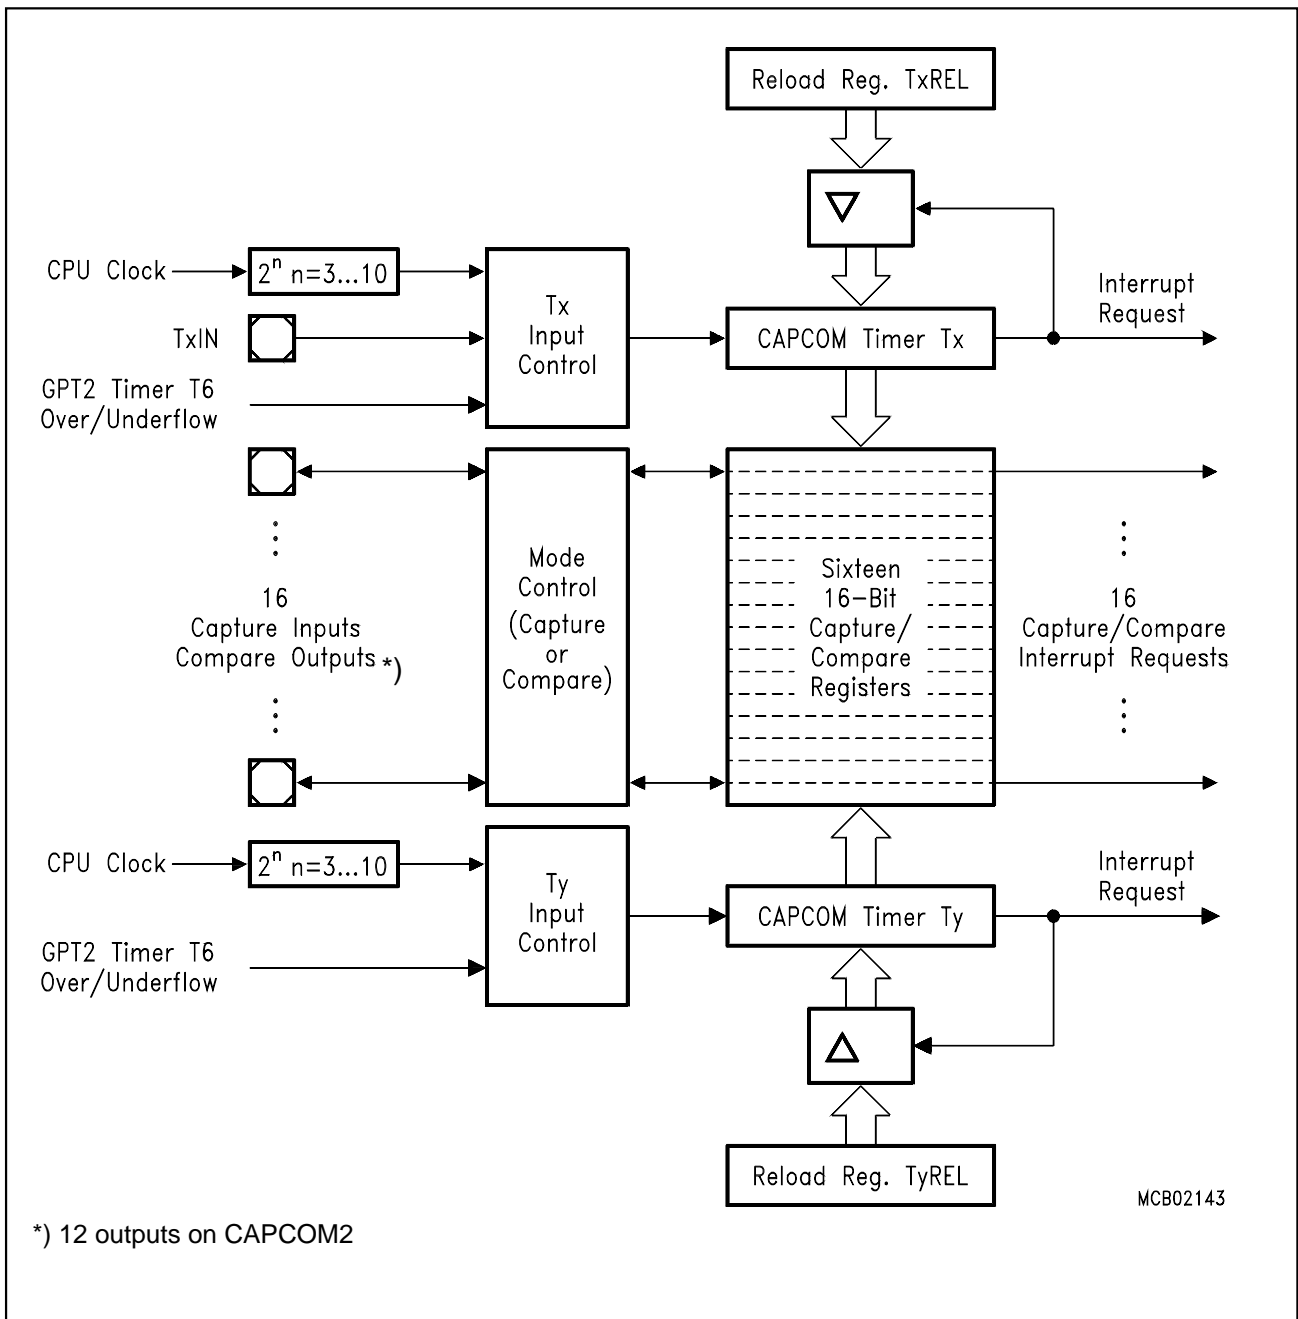 Reload Reg. TxREL
CPU Clock
2ⁿ n=3...10
Tx
Input
Control
TxIN
GPT2 Timer T6
Over/Underflow
CAPCOM Timer Tx
Interrupt
Request
16
Capture Inputs
Compare Outputs *)
Mode
Control
(Capture
or
Compare)
Sixteen
16-Bit
Capture/
Compare
Registers
16
Capture/Compare
Interrupt Requests
CPU Clock
2ⁿ n=3...10
Ty
Input
Control
GPT2 Timer T6
Over/Underflow
CAPCOM Timer Ty
Interrupt
Request
Reload Reg. TyREL
MCB02143
*) 12 outputs on CAPCOM2